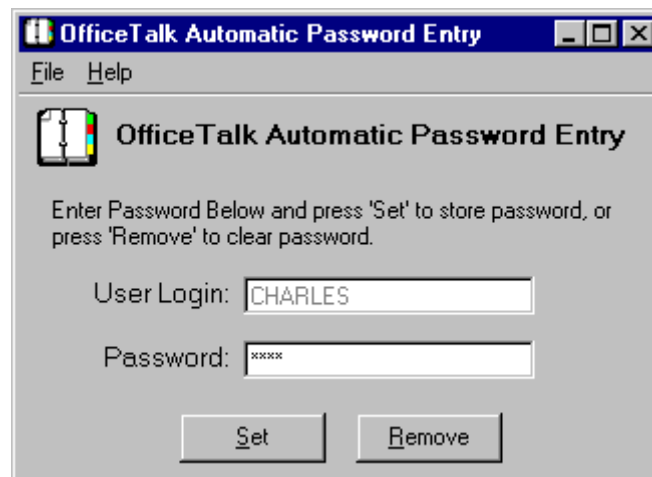 OfficeTalk Automatic Password Entry
File Help
OfficeTalk Automatic Password Entry
Enter Password Below and press 'Set' to store password, or
press 'Remove' to clear password.
User Login: CHARLES
Password: ****
Set Remove